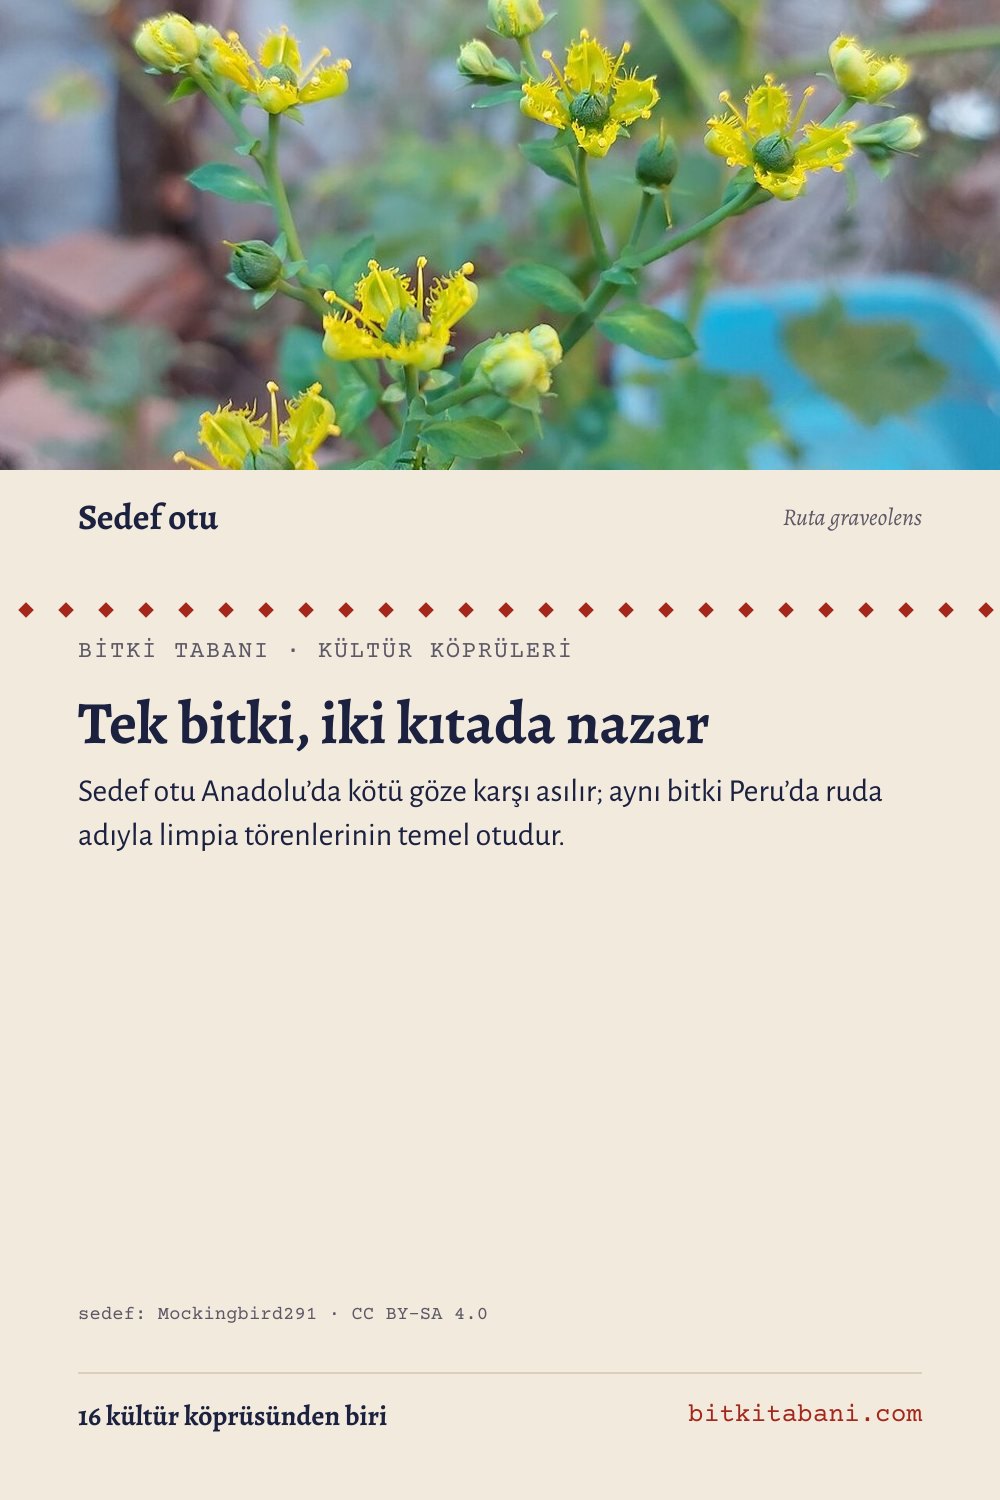 Sedef otu
Ruta graveolens
BİTKİ TABANI · KÜLTÜR KÖPRÜLERİ
Tek bitki, iki kıtada nazar
Sedef otu Anadolu’da kötü göze karşı asılır; aynı bitki Peru’da ruda
adıyla limpia törenlerinin temel otudur.
sedef: Mockingbird291 · CC BY-SA 4.0
16 kültür köprüsünden biri
bitkitabani.com